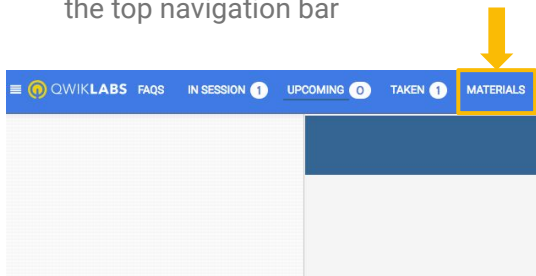 the top navigation bar
QWIKLABS FAQS IN SESSION 1 UPCOMING 0 TAKEN 1 MATERIALS